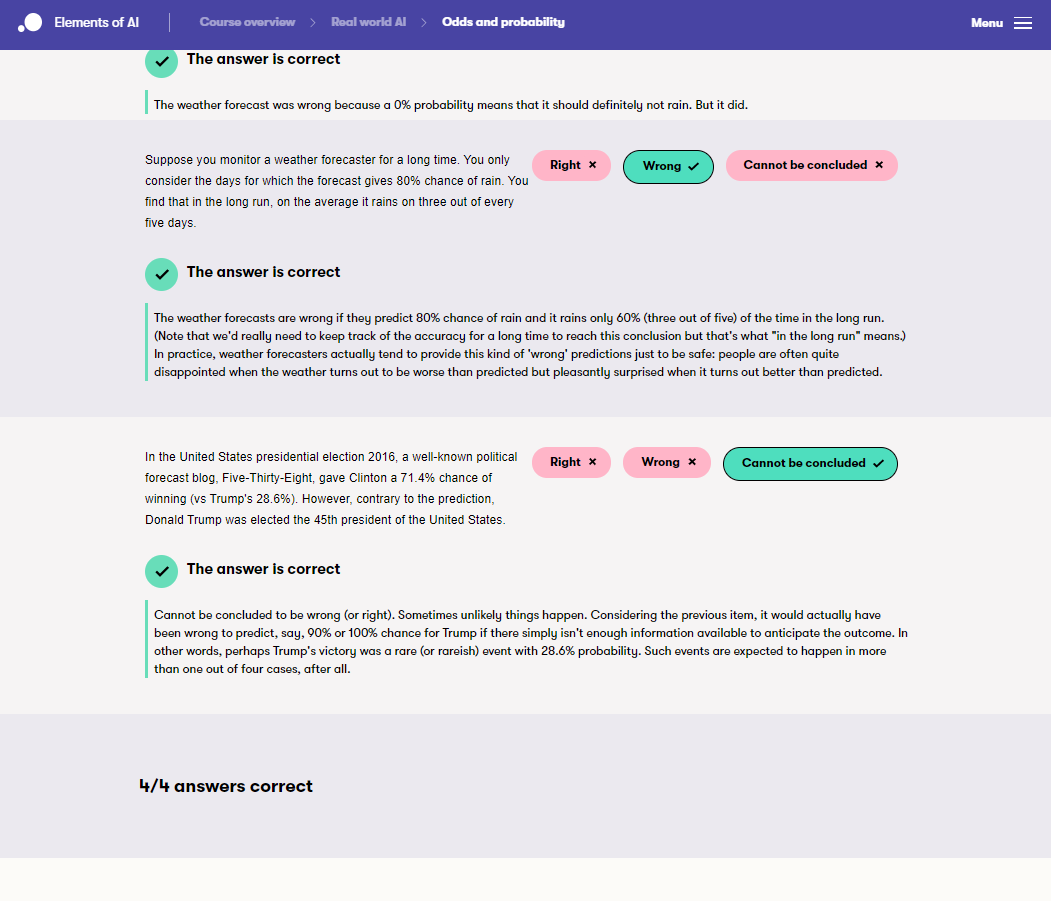 Elements of AI
Course overview > Real world AI > Odds and probability
Menu
The answer is correct
The weather forecast was wrong because a 0% probability means that it should definitely not rain. But it did.
Suppose you monitor a weather forecaster for a long time. You only
consider the days for which the forecast gives 80% chance of rain. You
find that in the long run, on the average it rains on three out of every
five days.
Right ×
Wrong ✓
Cannot be concluded ×
The answer is correct
The weather forecasts are wrong if they predict 80% chance of rain and it rains only 60% (three out of five) of the time in the long run.
(Note that we'd really need to keep track of the accuracy for a long time to reach this conclusion but that's what "in the long run" means.)
In practice, weather forecasters actually tend to provide this kind of 'wrong' predictions just to be safe: people are often quite
disappointed when the weather turns out to be worse than predicted but pleasantly surprised when it turns out better than predicted.
In the United States presidential election 2016, a well-known political
forecast blog, Five-Thirty-Eight, gave Clinton a 71.4% chance of
winning (vs Trump's 28.6%). However, contrary to the prediction,
Donald Trump was elected the 45th president of the United States.
Right ×
Wrong ×
Cannot be concluded ✓
The answer is correct
Cannot be concluded to be wrong (or right). Sometimes unlikely things happen. Considering the previous item, it would actually have
been wrong to predict, say, 90% or 100% chance for Trump if there simply isn't enough information available to anticipate the outcome. In
other words, perhaps Trump's victory was a rare (or rareish) event with 28.6% probability. Such events are expected to happen in more
than one out of four cases, after all.
4/4 answers correct